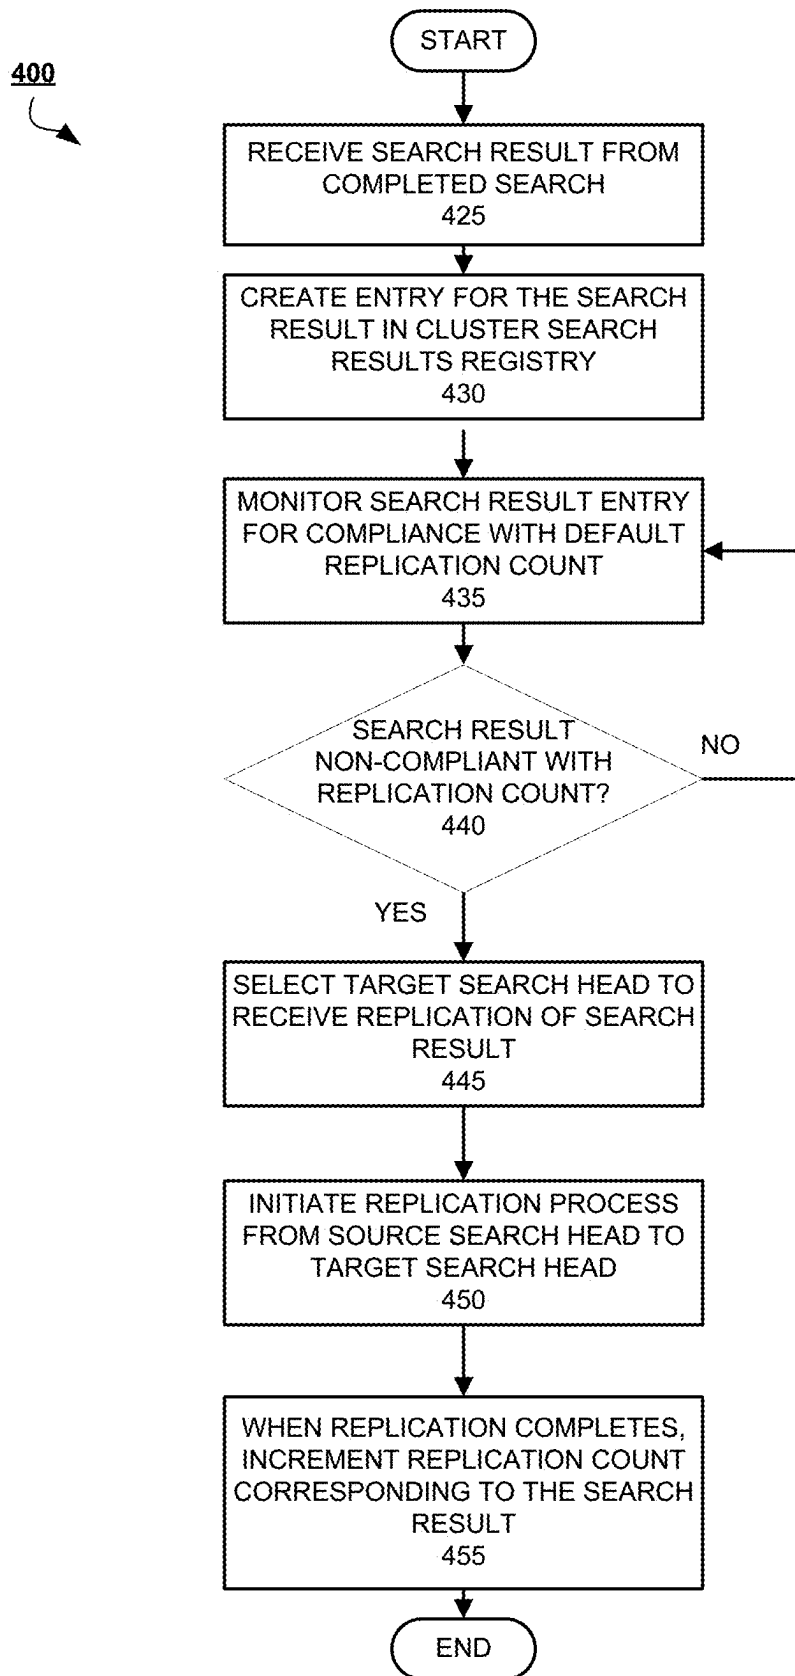 START
400
RECEIVE SEARCH RESULT FROM
COMPLETED SEARCH
425
CREATE ENTRY FOR THE SEARCH
RESULT IN CLUSTER SEARCH
RESULTS REGISTRY
430
MONITOR SEARCH RESULT ENTRY
FOR COMPLIANCE WITH DEFAULT
REPLICATION COUNT
435
SEARCH RESULT
NON-COMPLIANT WITH
REPLICATION COUNT?
440
NO
YES
SELECT TARGET SEARCH HEAD TO
RECEIVE REPLICATION OF SEARCH
RESULT
445
INITIATE REPLICATION PROCESS
FROM SOURCE SEARCH HEAD TO
TARGET SEARCH HEAD
450
WHEN REPLICATION COMPLETES,
INCREMENT REPLICATION COUNT
CORRESPONDING TO THE SEARCH
RESULT
455
END